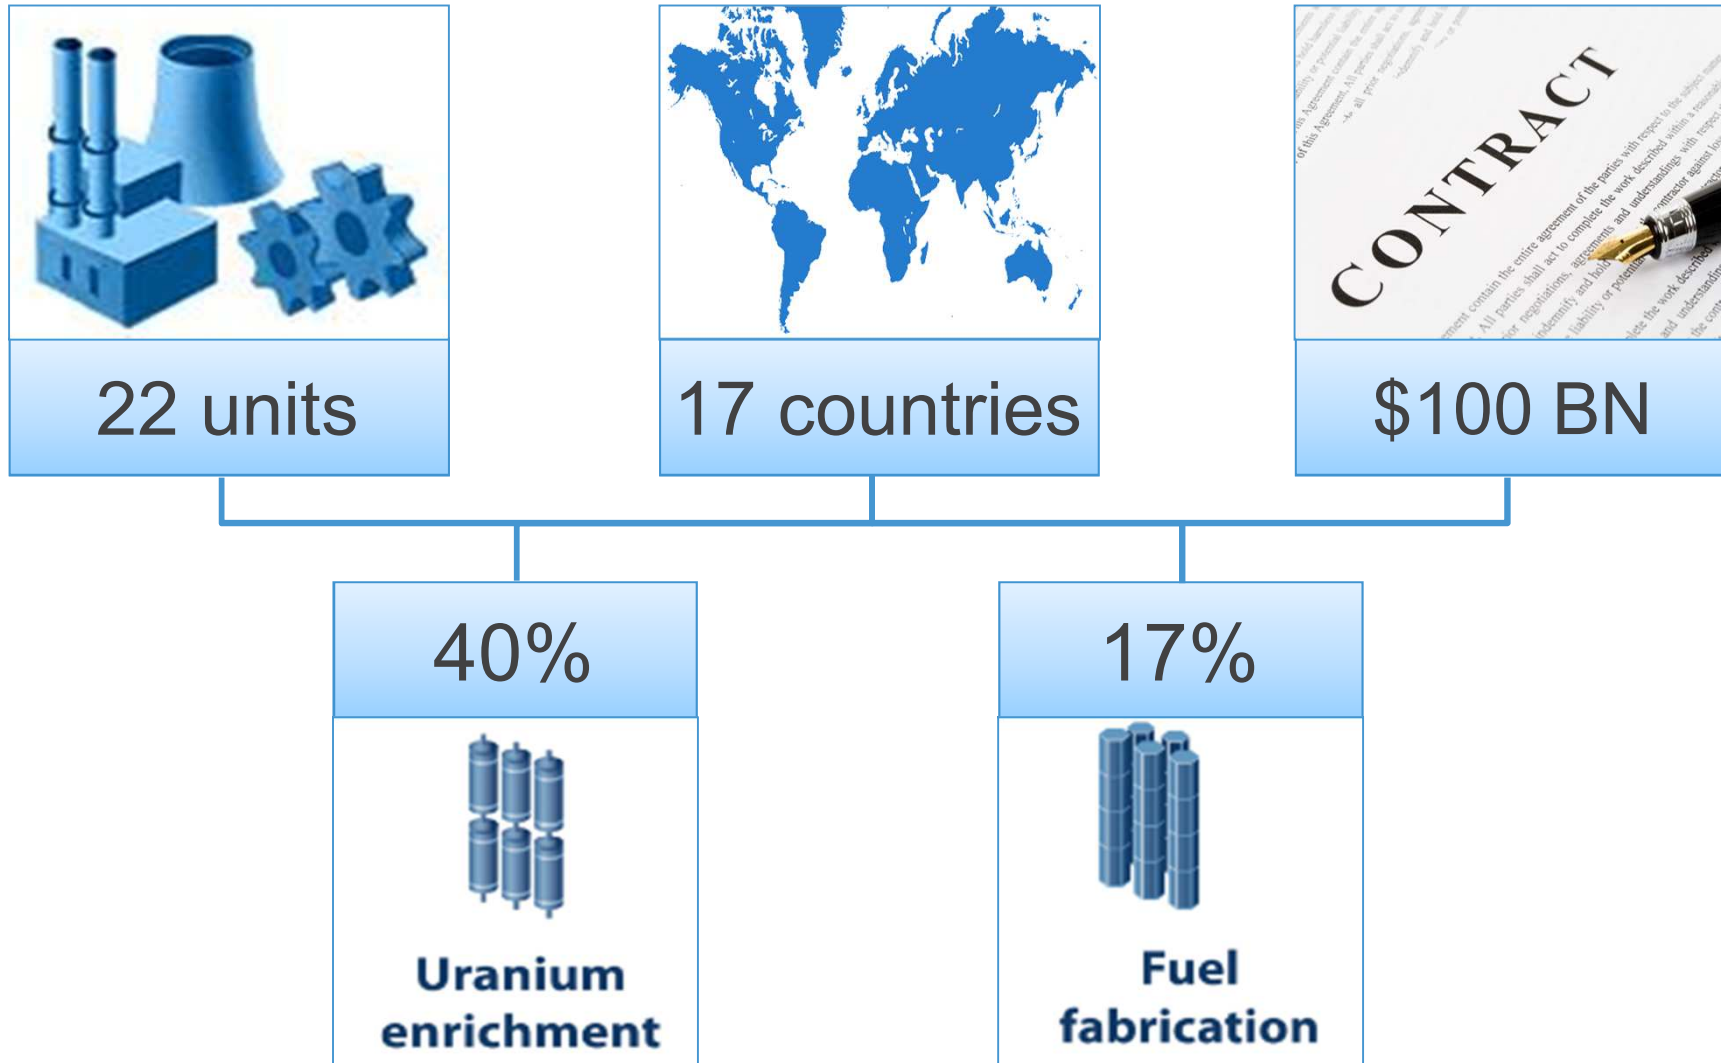 CONTRACT
22 units
17 countries
$100 BN
40%
17%
Uranium
enrichment
Fuel
fabrication